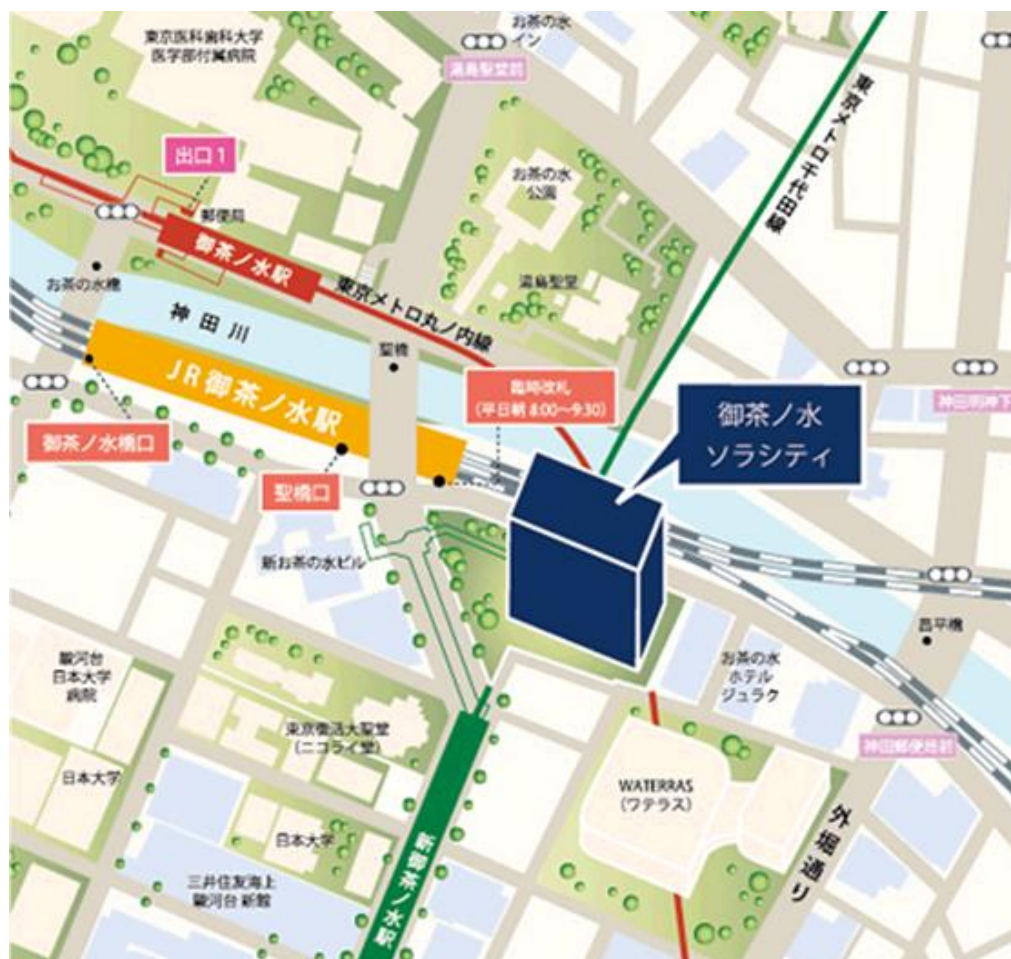 東京医科歯科大学
医学部付属病院
お茶の水
イン
湯島聖堂前
出口1
郵便局
お茶の水
公園
東京メトロ千代田線
御茶ノ水駅
お茶の水橋
湯島聖堂
東京メトロ丸ノ内線
神田川
聖橋
JR御茶ノ水駅
臨時改札
(平日朝 8:00〜9:30)
御茶ノ水
ソラシティ
神田明神下
御茶ノ水橋口
聖橋口
新お茶の水ビル
昌平橋
駿河台
日本大学
病院
お茶の水
ホテル
ジュラク
東京復活大聖堂
(ニコライ堂)
神田郵便局前
日本大学
WATERRAS
(ワテラス)
日本大学
外堀通り
新御茶ノ水駅
三井住友海上
駿河台 新館